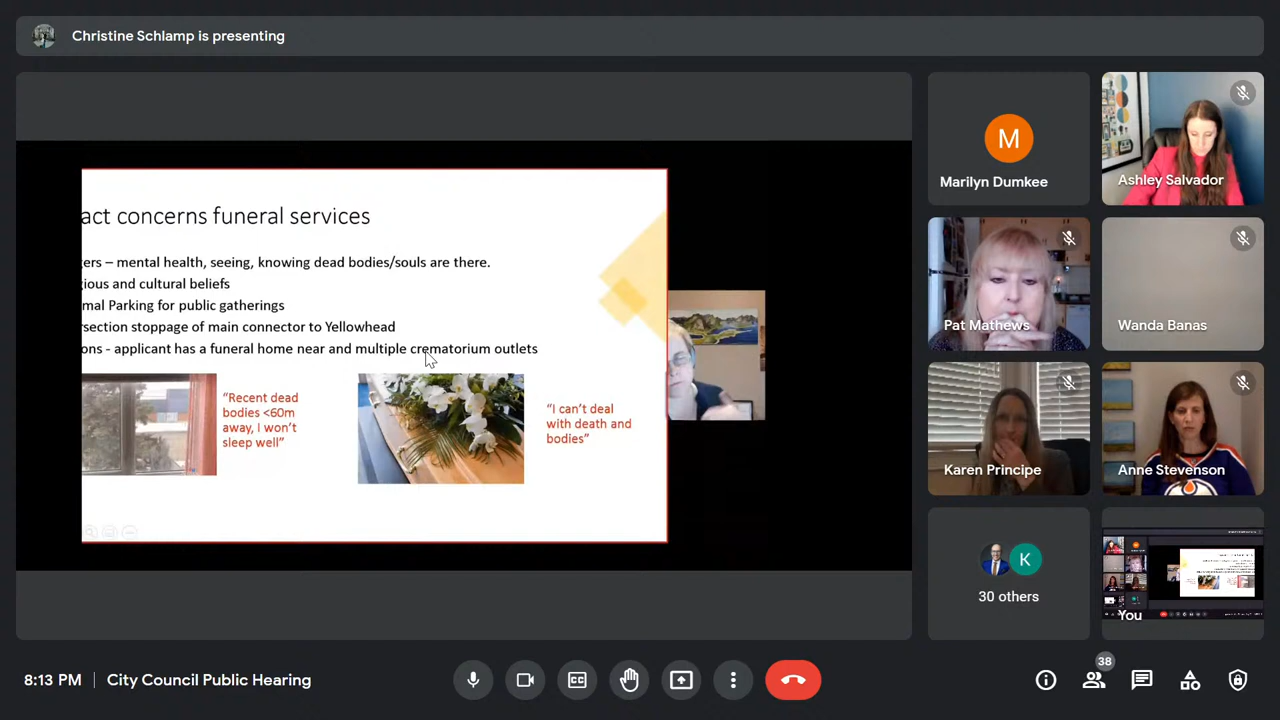 Christine Schlamp is presenting
act concerns funeral services
ers – mental health, seeing, knowing dead bodies/souls are there.
gious and cultural beliefs
mal Parking for public gatherings
rsection stoppage of main connector to Yellowhead
ons - applicant has a funeral home near and multiple crematorium outlets
“Recent dead
bodies <60m
away, I won’t
sleep well”
“I can’t deal
with death and
bodies”
M
Marilyn Dumkee
Ashley Salvador
Pat Mathews
Wanda Banas
Karen Principe
Anne Stevenson
K
30 others
You
8:13 PM
City Council Public Hearing
38